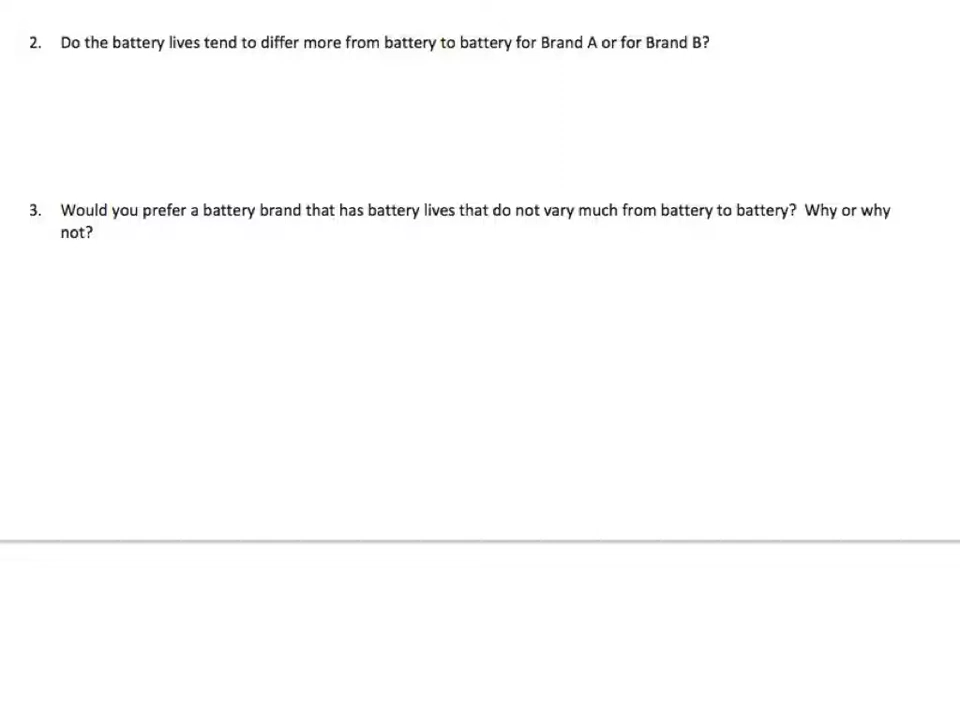 2. Do the battery lives tend to differ more from battery to battery for Brand A or for Brand B?
3. Would you prefer a battery brand that has battery lives that do not vary much from battery to battery? Why or why
not?